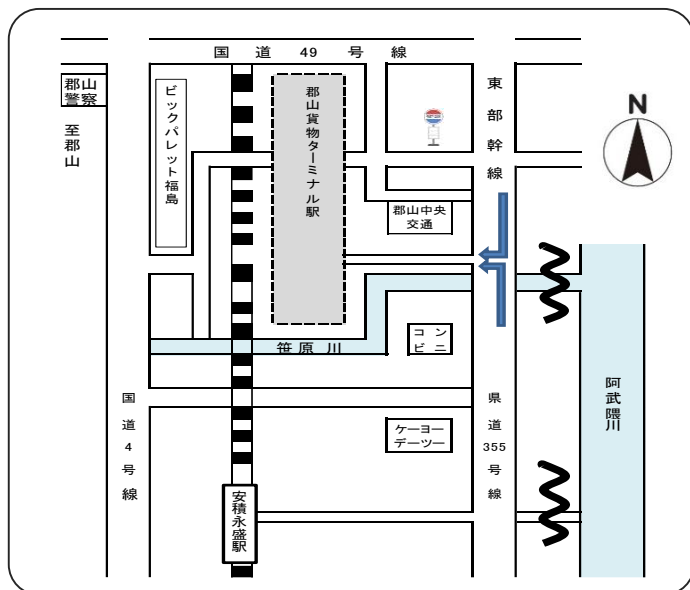 国道49号線
郡山
警察
至郡山
ビックパレット福島
郡山貨物ターミナル駅
東部幹線
N
郡山中央
交通
笹原川
コン
ビニ
阿武隈川
国道4号線
ケーヨー
デーツー
県道355号線
安積永盛駅